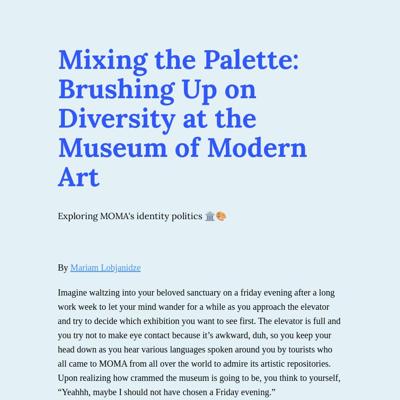 Mixing the Palette:
Brushing Up on
Diversity at the
Museum of Modern
Art
Exploring MOMA's identity politics 🏛️🎨
By Mariam Lobjanidze
Imagine waltzing into your beloved sanctuary on a friday evening after a long
work week to let your mind wander for a while as you approach the elevator
and try to decide which exhibition you want to see first. The elevator is full and
you try not to make eye contact because it’s awkward, duh, so you keep your
head down as you hear various languages spoken around you by tourists who
all came to MOMA from all over the world to admire its artistic repositories.
Upon realizing how crammed the museum is going to be, you think to yourself,
“Yeahhh, maybe I should not have chosen a Friday evening.”